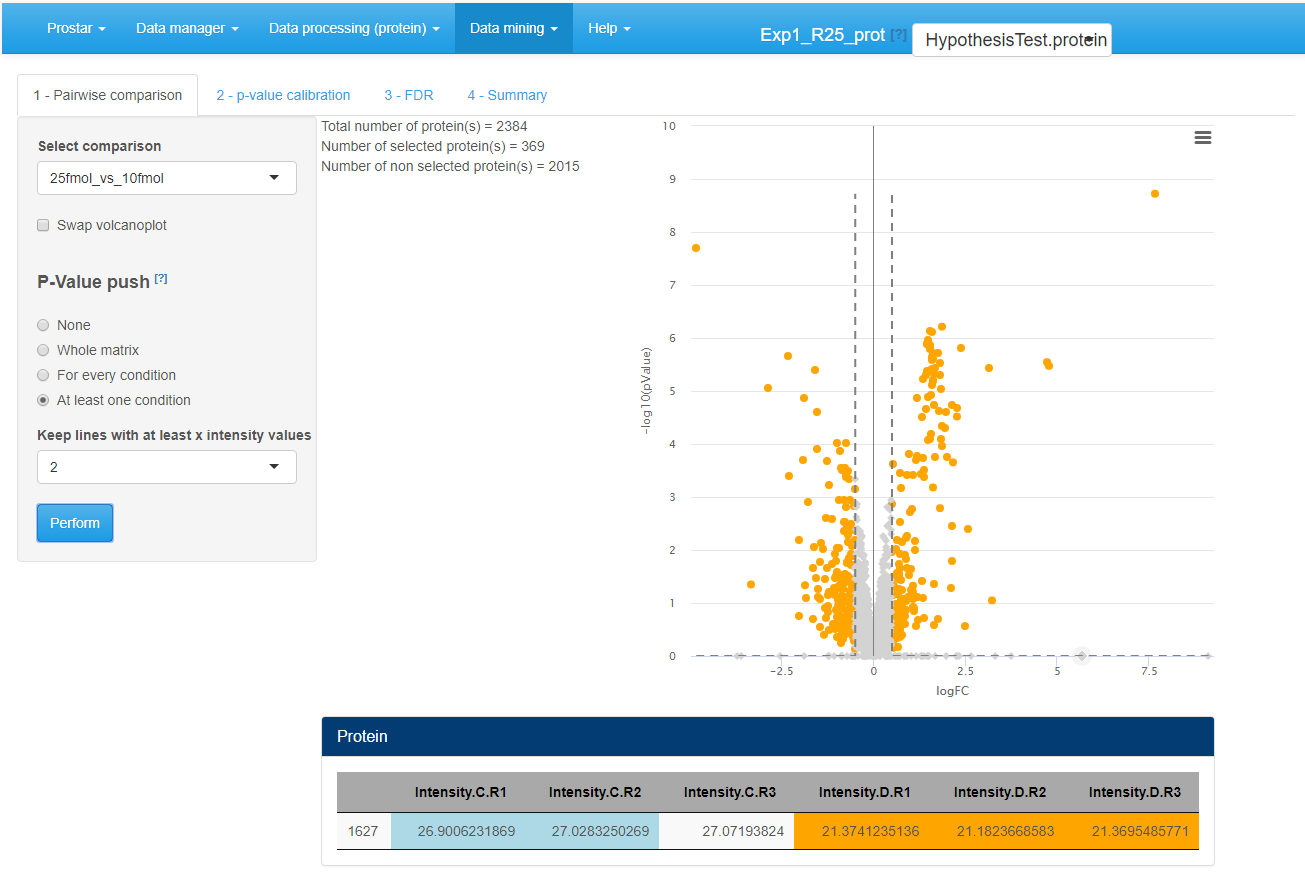 Prostar Data manager Data processing (protein) Data mining Help Exp1_R25_prot [?] HypothesisTest.protein
1 - Pairwise comparison 2 - p-value calibration 3 - FDR 4 - Summary
Select comparison
25fmol_vs_10fmol
Swap volcanoplot
P-Value push [?]
None
Whole matrix
For every condition
At least one condition
Keep lines with at least x intensity values
2
Perform
Total number of protein(s) = 2384
Number of selected protein(s) = 369
Number of non selected protein(s) = 2015
10
9
8
7
6
5
4
3
2
1
0
-log10(pValue)
−2.5 0 2.5 5 7.5
logFC
Protein
Intensity.C.R1 Intensity.C.R2 Intensity.C.R3 Intensity.D.R1 Intensity.D.R2 Intensity.D.R3
1627 26.9006231869 27.0283250269 27.07193824 21.3741235136 21.1823668583 21.3695485771